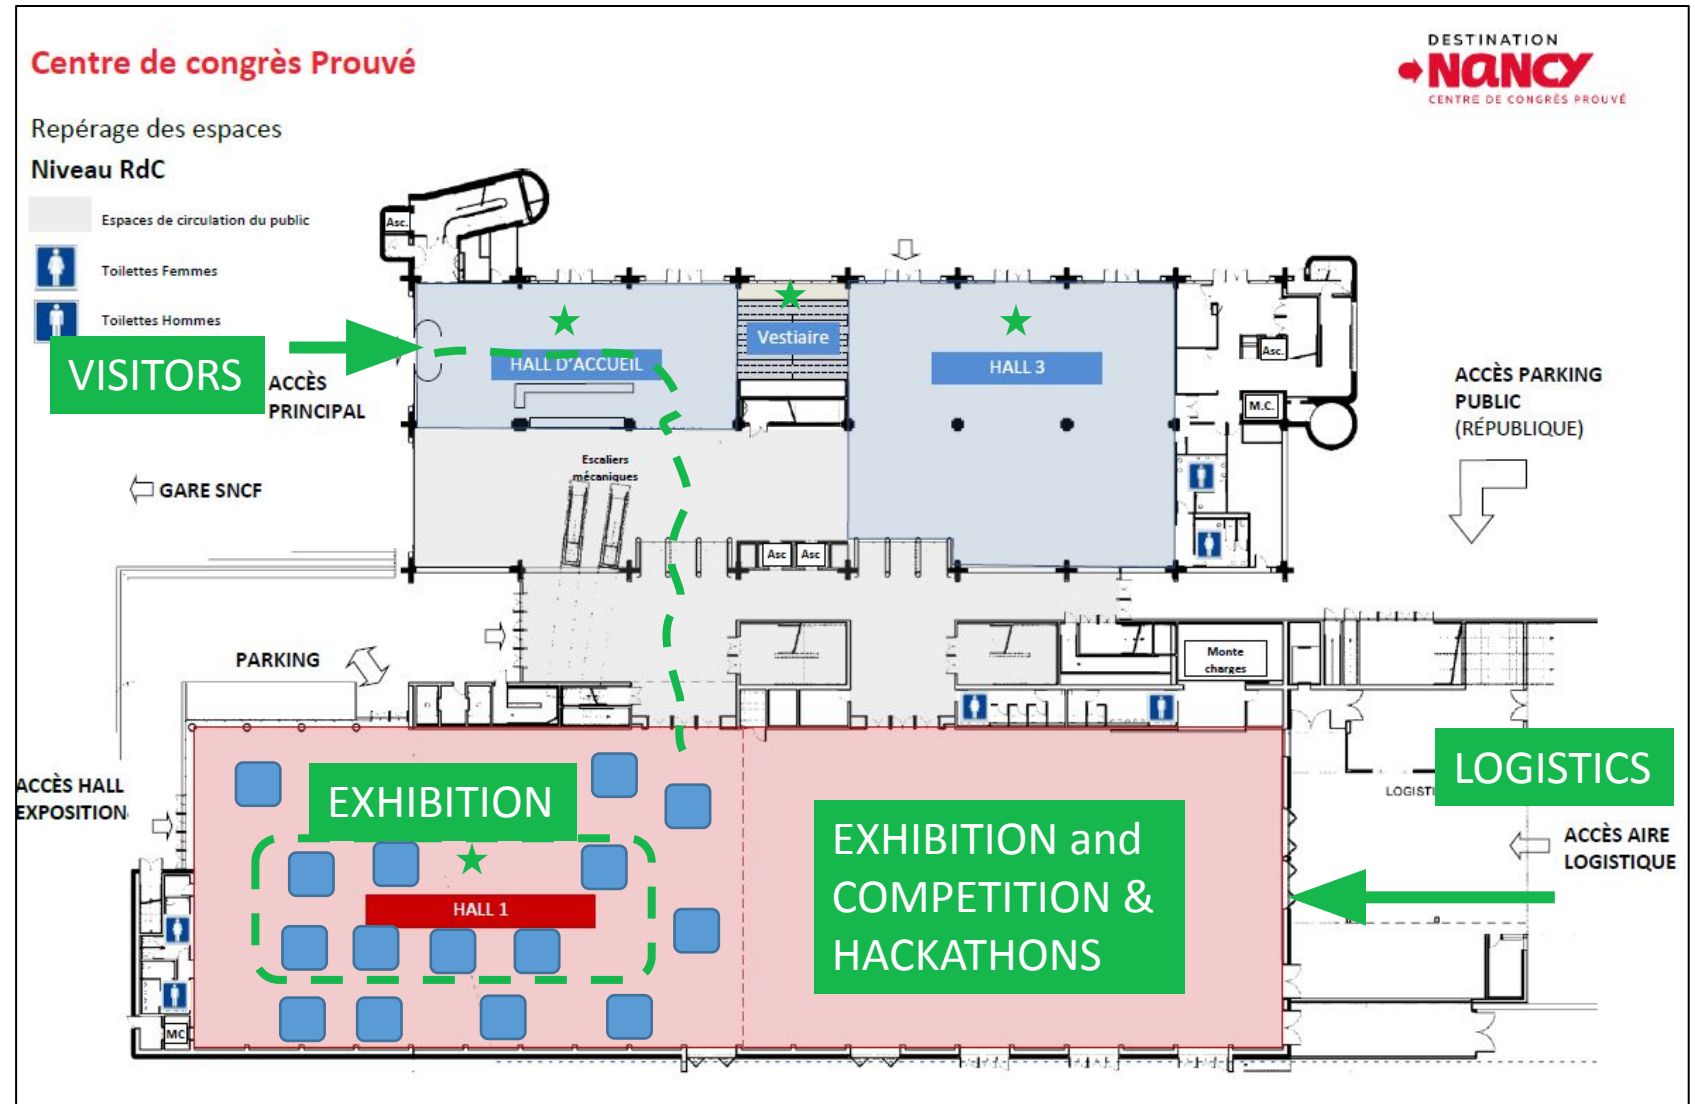 Centre de congrès Prouvé
DESTINATION
NANCY
CENTRE DE CONGRÈS PROUVÉ
Repérage des espaces
Niveau RdC
Espaces de circulation du public
Toilettes Femmes
Toilettes Hommes
Asc.
VISITORS
ACCÈS
PRINCIPAL
HALL D'ACCUEIL
Vestiaire
HALL 3
Asc.
M.C.
ACCÈS PARKING
PUBLIC
(RÉPUBLIQUE)
Escaliers
mécaniques
GARE SNCF
Asc
Asc
PARKING
Monte
charges
ACCÈS HALL
EXPOSITION
EXHIBITION
HALL 1
EXHIBITION and
COMPETITION &
HACKATHONS
LOGISTICS
LOGISTI
ACCÈS AIRE
LOGISTIQUE
MC